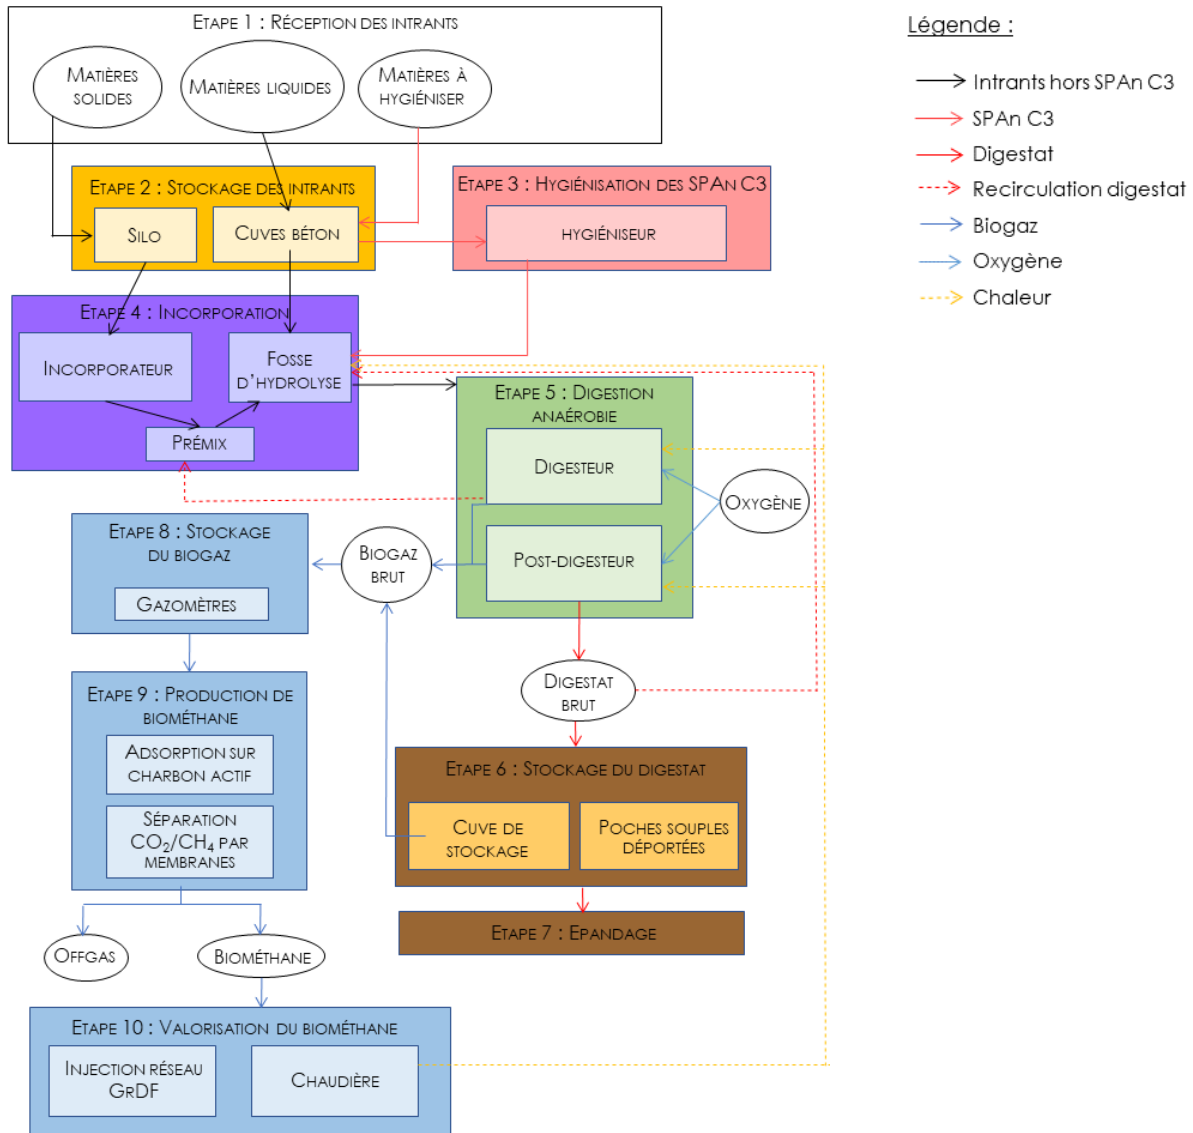 Etape 1 : Réception des intrants
Matières
solides
Matières liquides
Matières à
hygiéniser
Légende :
Intrants hors SPAn C3
SPAn C3
Digestat
Recirculation digestat
Biogaz
Oxygène
Chaleur
Etape 2 : Stockage des intrants
Silo
Cuves béton
Etape 3 : Hygiénisation des SPAn C3
hygiéniseur
Etape 4 : Incorporation
Incorporateur
Fosse
d'hydrolyse
Prémix
Etape 5 : Digestion
anaérobie
Digesteur
Post-digesteur
Oxygène
Etape 8 : Stockage
du biogaz
Gazomètres
Biogaz
brut
Digestat
brut
Etape 9 : Production de
biométhane
Adsorption sur
charbon actif
Séparation
CO2/CH4 par
membranes
Etape 6 : Stockage du digestat
Cuve de
stockage
Poches souples
déportées
Etape 7 : Epandage
Offgas
Biométhane
Etape 10 : Valorisation du biométhane
Injection réseau
GrDF
Chaudière